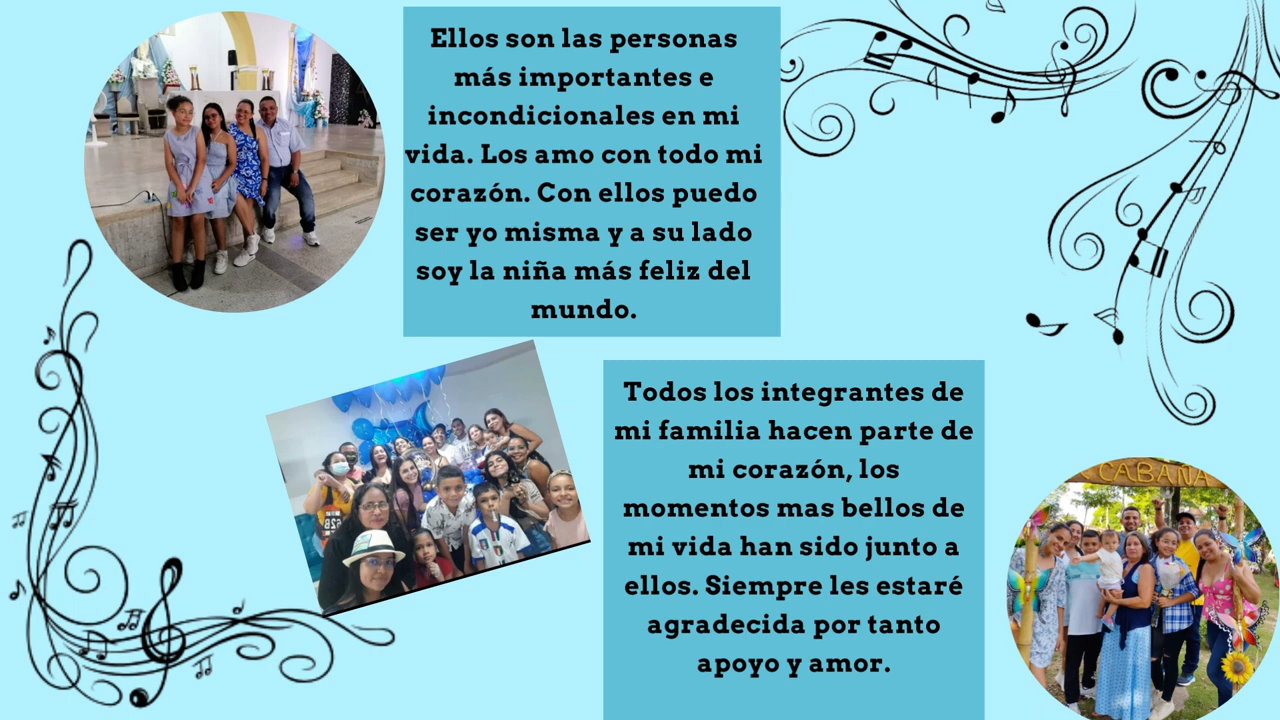 Ellos son las personas
más importantes e
incondicionales en mi
vida. Los amo con todo mi
corazón. Con ellos puedo
ser yo misma y a su lado
soy la niña más feliz del
mundo.
Todos los integrantes de
mi familia hacen parte de
mi corazón, los
momentos mas bellos de
mi vida han sido junto a
ellos. Siempre les estaré
agradecida por tanto
apoyo y amor.
CABAÑA